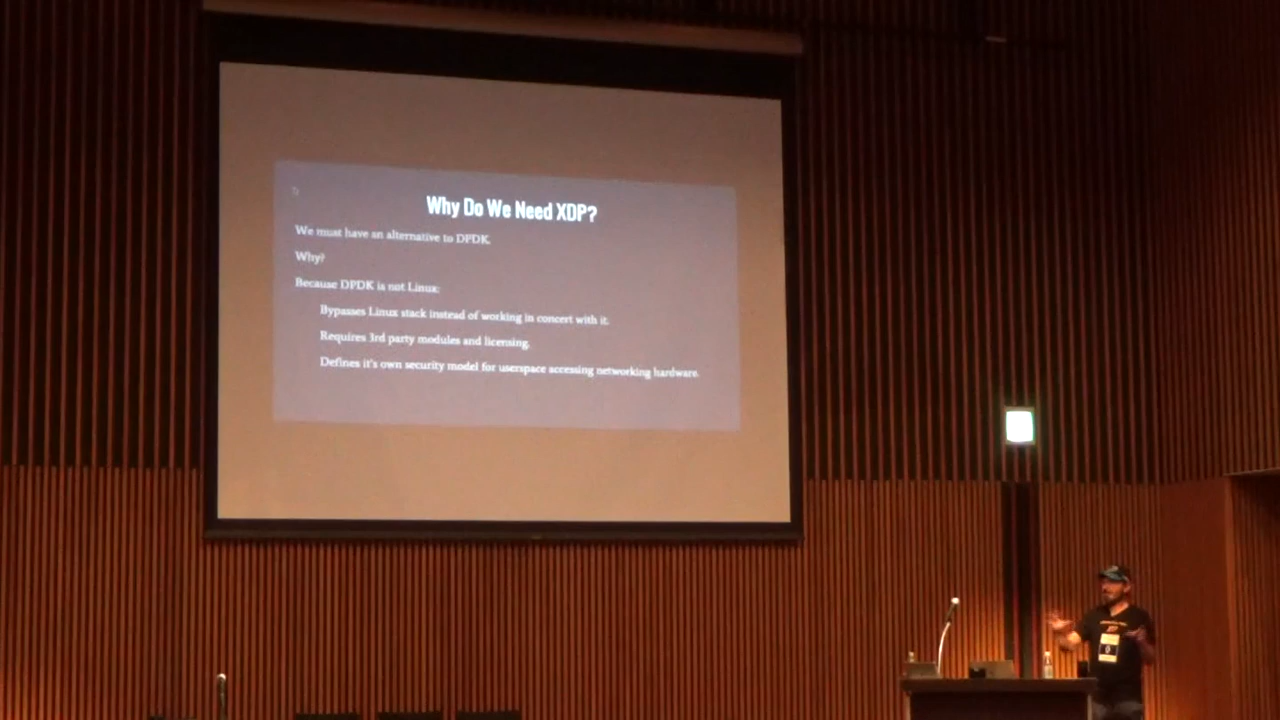 Why Do We Need XDP?
We must have an alternative to DPDK.
Why?
Because DPDK is not Linux:
Bypasses Linux stack instead of working in concert with it.
Requires 3rd party modules and licensing.
Defines it's own security model for userspace accessing networking hardware.